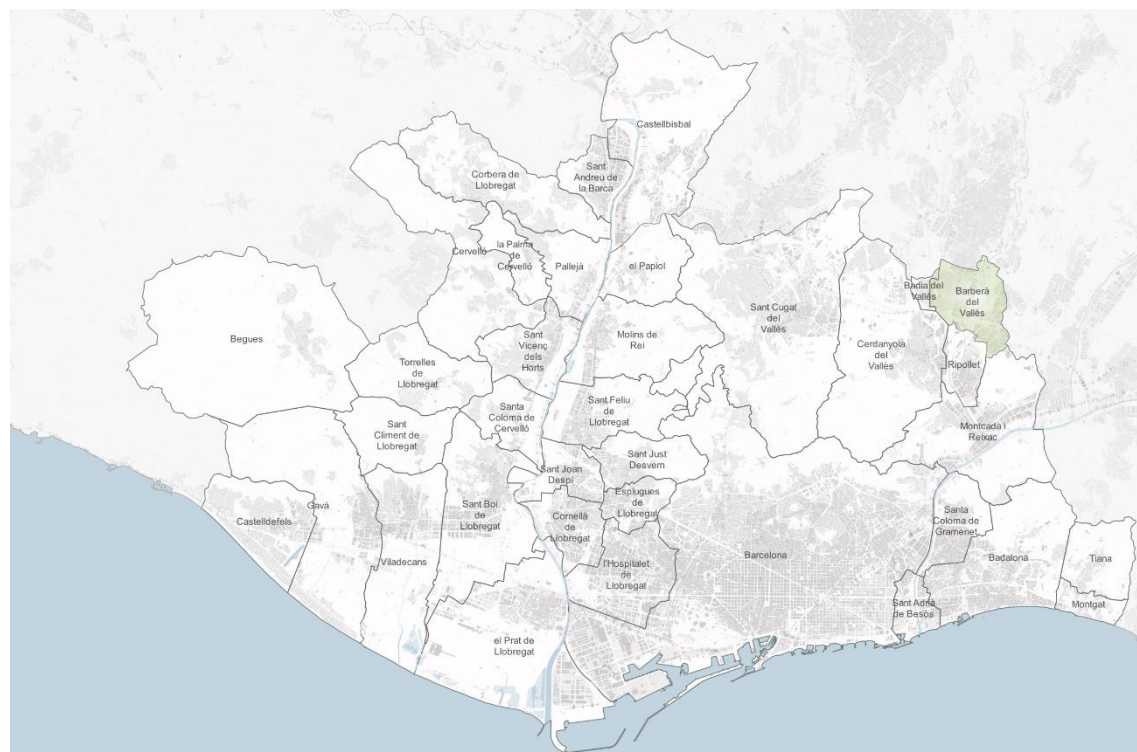 Castellbisbal
Sant
Andreu de
la Barca
Corbera de
Llobregat
Cervelló
la Palma
de
Cervelló
Pallejà
el Papiol
Sant Cugat
del
Vallès
Badia del
Vallès
Barberà
del
Vallès
Begues
Torrelles
de
Llobregat
Sant
Vicenç
dels
Horts
Molins de
Rei
Cerdanyola
del
Vallès
Ripollet
Sant
Climent de
Llobregat
Santa
Coloma de
Cervelló
Sant Feliu
de
Llobregat
Montcada i
Reixac
Sant Joan
Despí
Sant Just
Desvern
Esplugues
de
Llobregat
Castelldefels
Gavà
Viladecans
Sant Boi
de
Llobregat
Cornellà
de
Llobregat
l'Hospitalet
de
Llobregat
Barcelona
Santa
Coloma de
Gramenet
Badalona
Tiana
Montgat
Sant Adrià
de Besòs
el Prat de
Llobregat